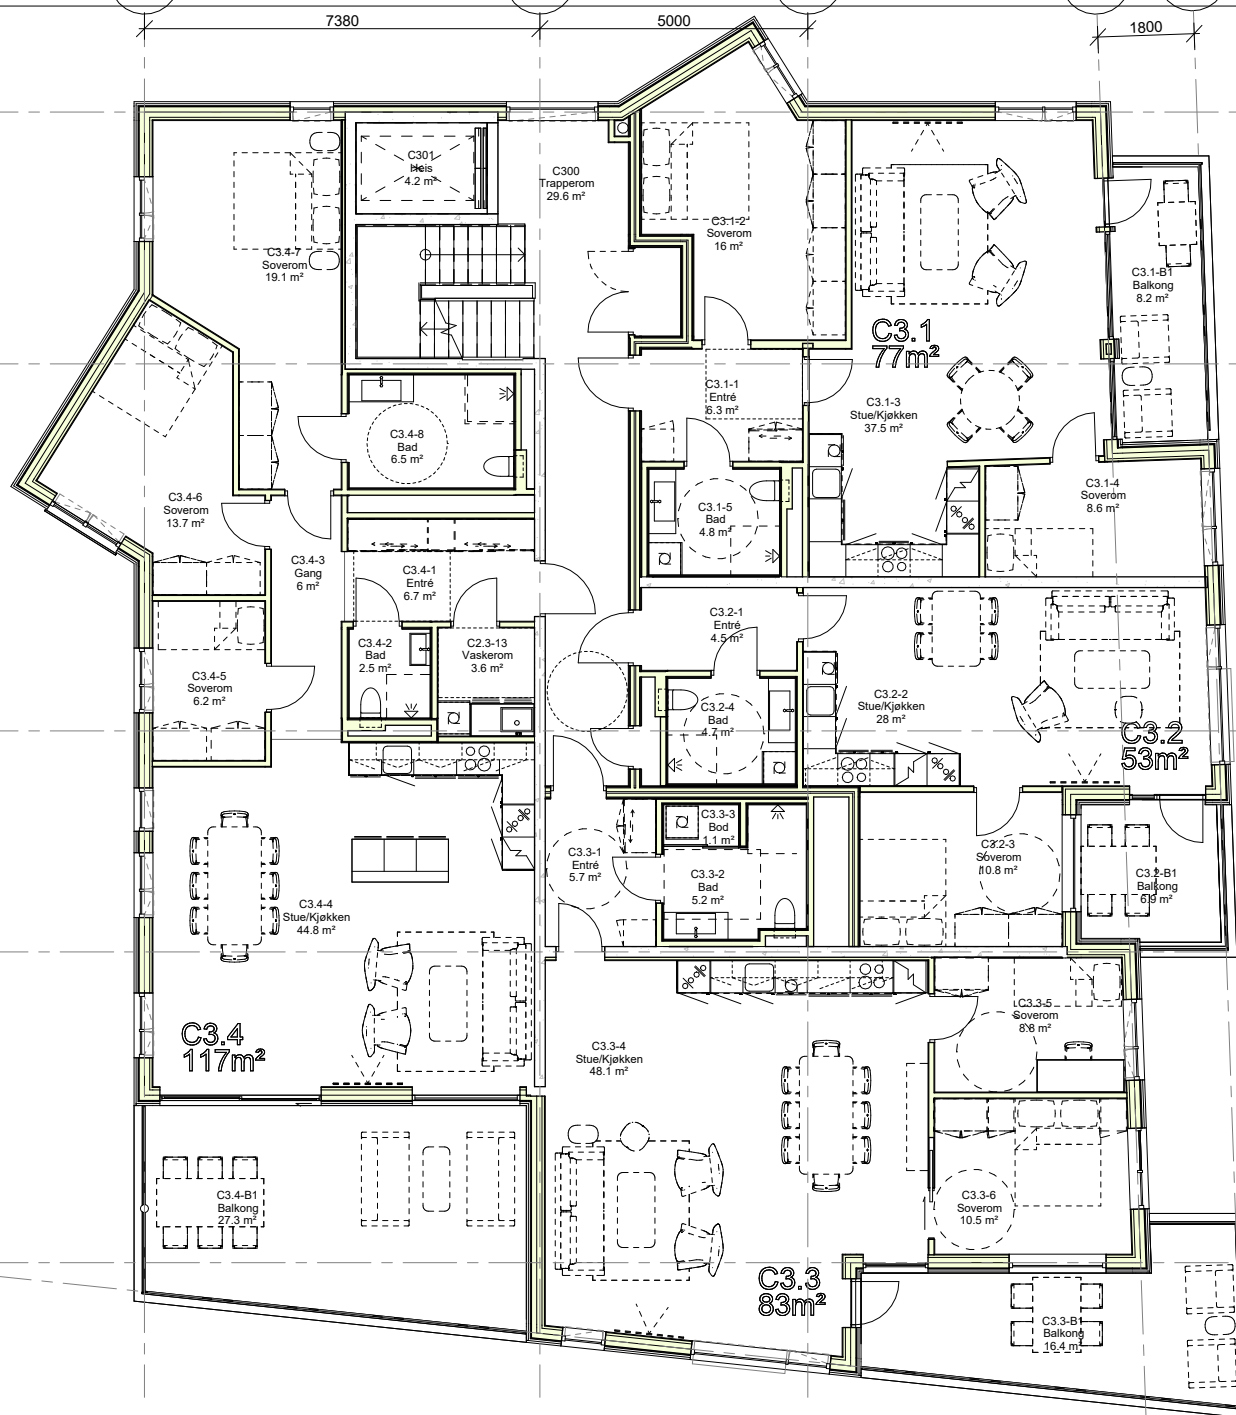 7380
5000
1800
C301
Heis
4.2 m²
C300
Trapperom
29.6 m²
C3.1-2
Soverom
16 m²
C3.4-7
Soverom
19.1 m²
C3.1-B1
Balkong
8.2 m²
C3.1
77m²
C3.1-1
Entré
6.3 m²
C3.1-3
Stue/Kjøkken
37.5 m²
C3.4-8
Bad
6.5 m²
C3.4-6
Soverom
13.7 m²
C3.1-5
Bad
4.8 m²
C3.1-4
Soverom
8.6 m²
C3.4-3
Gang
6 m²
C3.4-1
Entré
6.7 m²
C3.2-1
Entré
4.5 m²
C3.4-2
Bad
2.5 m²
C2.3-13
Vaskerom
3.6 m²
C3.4-5
Soverom
6.2 m²
C3.2-2
Stue/Kjøkken
28 m²
C3.2-4
Bad
4.7 m²
C3.2
53m²
C3.3-3
Bod
1.1 m²
C3.3-1
Entré
5.7 m²
C3.3-2
Bad
5.2 m²
C3.2-3
Soverom
10.8 m²
C3.2-B1
Balkong
6.9 m²
C3.4-4
Stue/Kjøkken
44.8 m²
C3.4
117m²
C3.3-5
Soverom
8.8 m²
C3.3-4
Stue/Kjøkken
48.1 m²
C3.4-B1
Balkong
27.3 m²
C3.3-6
Soverom
10.5 m²
C3.3
83m²
C3.3-B1
Balkong
16.4 m²